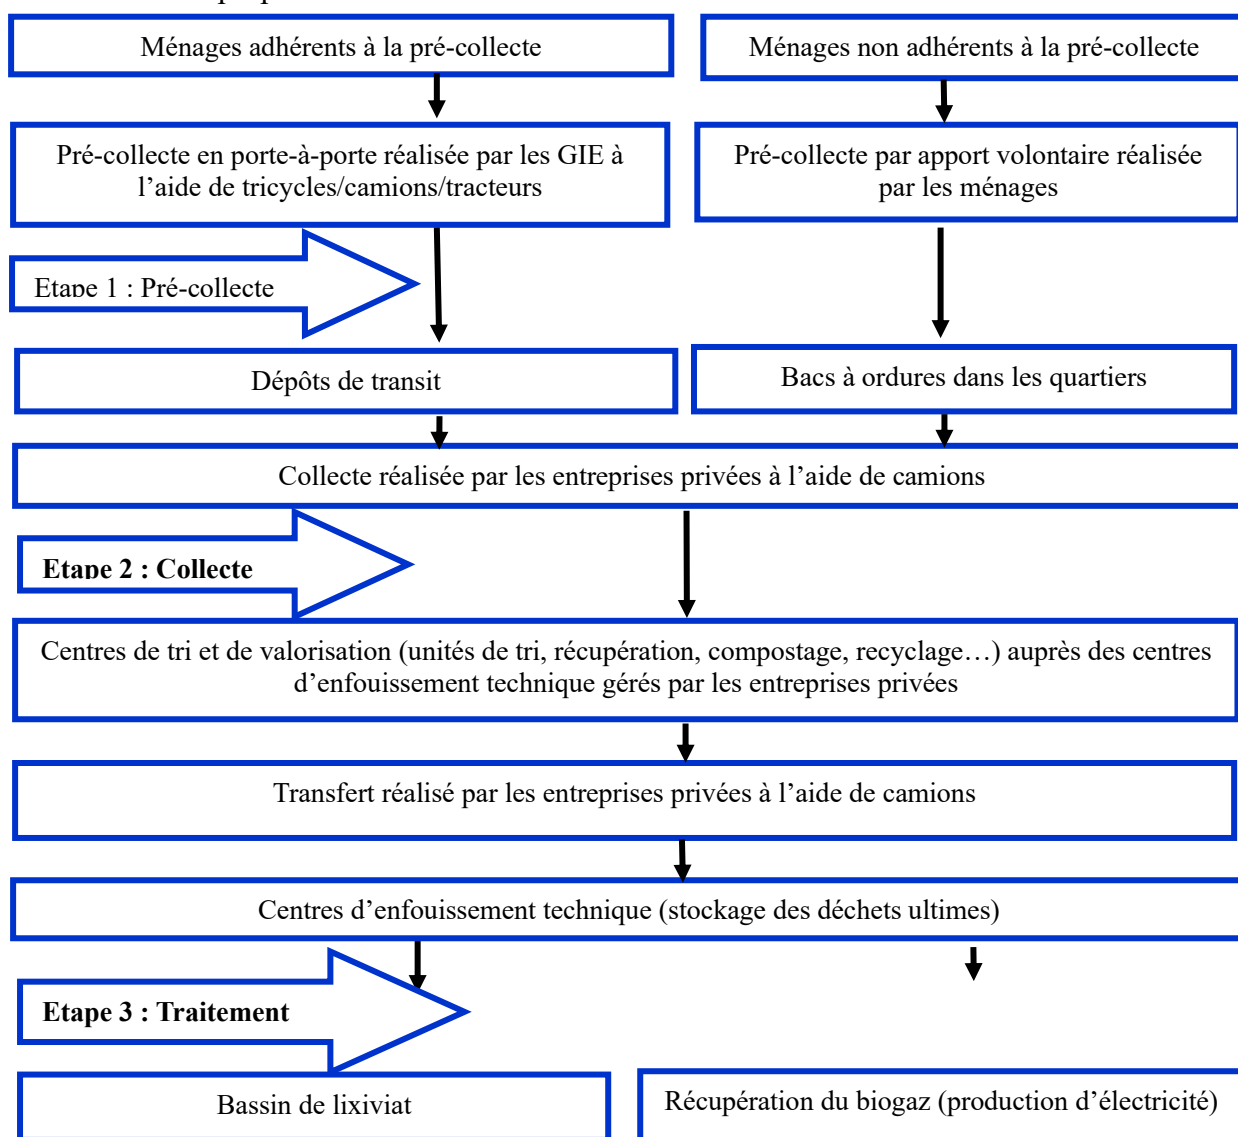 Ménages adhérents à la pré-collecte
Ménages non adhérents à la pré-collecte
Pré-collecte en porte-à-porte réalisée par les GIE à
l’aide de tricycles/camions/tracteurs
Pré-collecte par apport volontaire réalisée
par les ménages
Etape 1 : Pré-collecte
Dépôts de transit
Bacs à ordures dans les quartiers
Collecte réalisée par les entreprises privées à l’aide de camions
Etape 2 : Collecte
Centres de tri et de valorisation (unités de tri, récupération, compostage, recyclage…) auprès des centres
d’enfouissement technique gérés par les entreprises privées
Transfert réalisé par les entreprises privées à l’aide de camions
Centres d’enfouissement technique (stockage des déchets ultimes)
Etape 3 : Traitement
Bassin de lixiviat
Récupération du biogaz (production d’électricité)